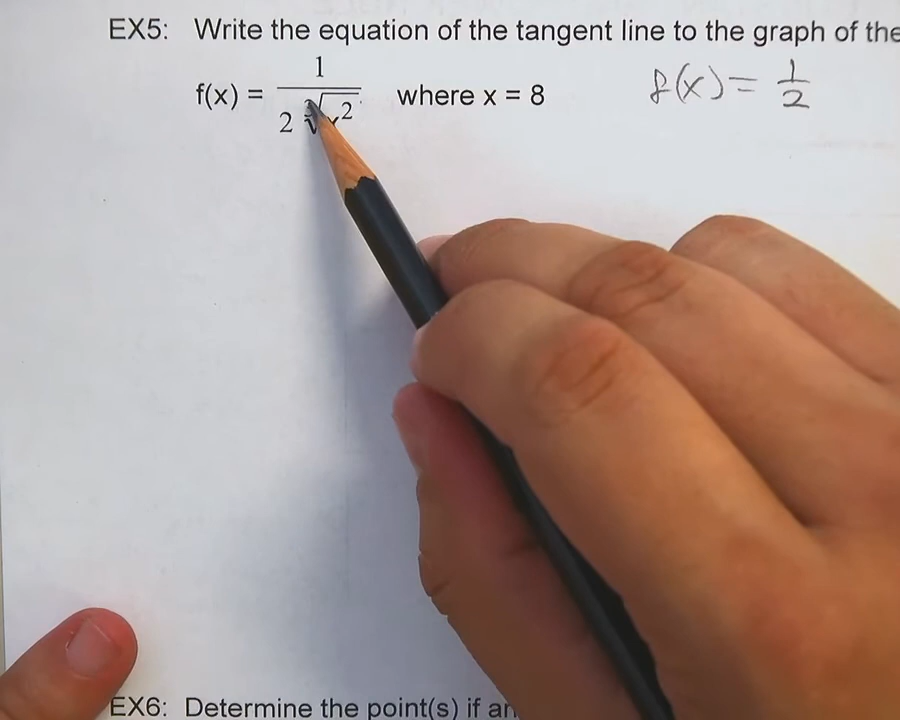 EX5: Write the equation of the tangent line to the graph of the
f(x) = 1 / 2 ∛x² where x = 8 f(x) = 1/2
EX6: Determine the point(s) if